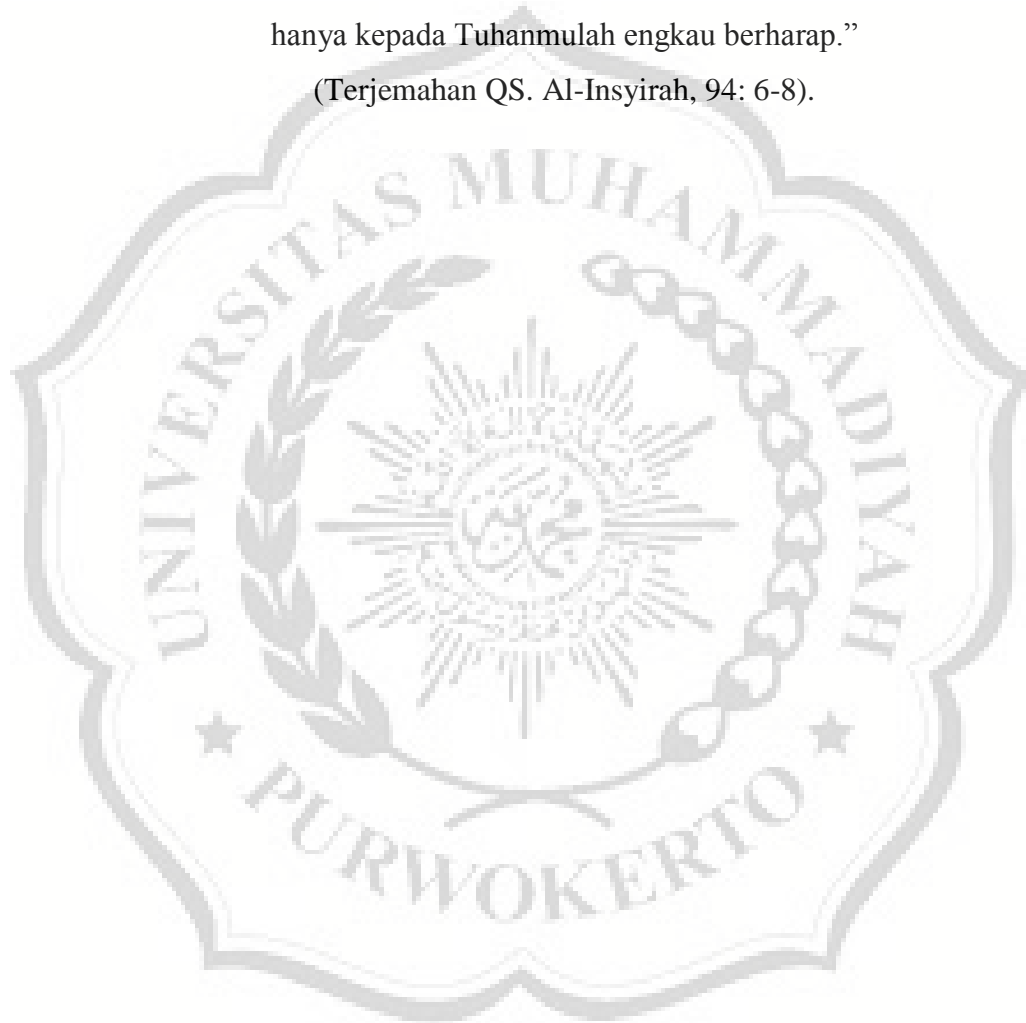 hanya kepada Tuhanmulah engkau berharap.”
(Terjemahan QS. Al-Insyirah, 94: 6-8).
UNIVERSITAS MUHAMMADIYAH
PURWOKERTO